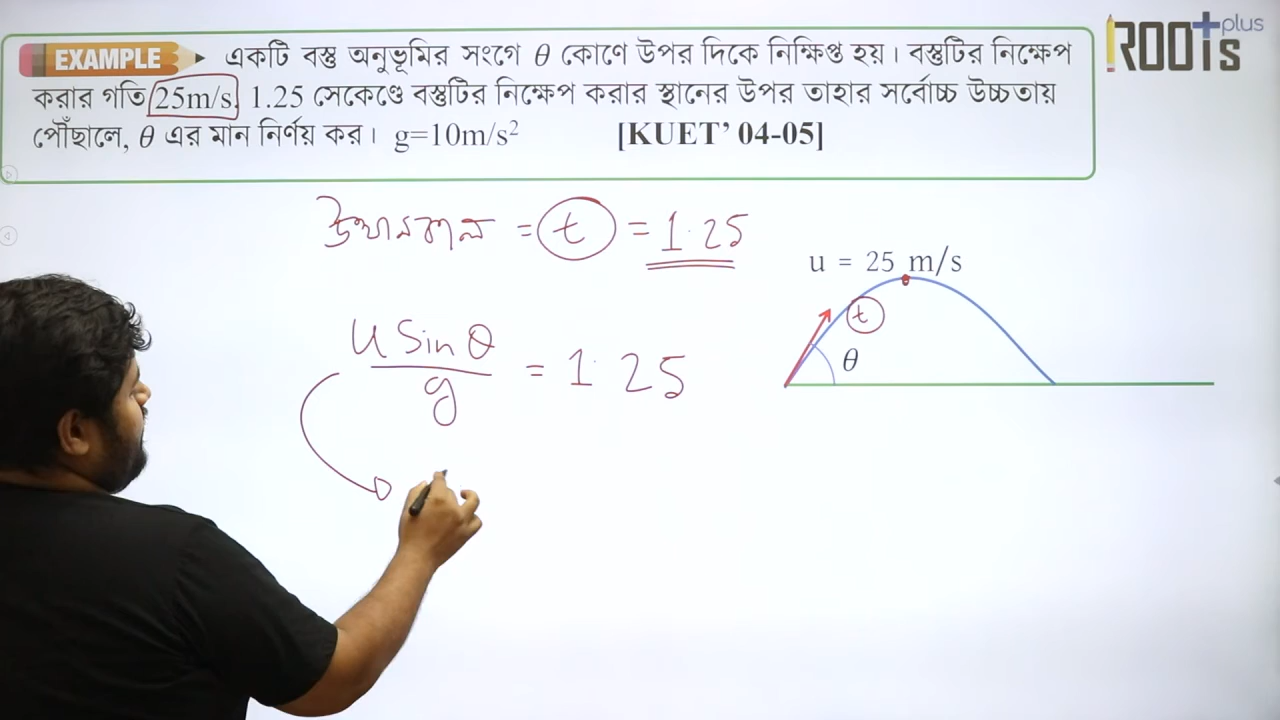 ROOTs plus
EXAMPLE একটি বস্তু অনুভূমির সংগে θ কোণে উপর দিকে নিক্ষিপ্ত হয়। বস্তুটির নিক্ষেপ
করার গতি 25m/s, 1.25 সেকেণ্ডে বস্তুটির নিক্ষেপ করার স্থানের উপর তাহার সর্বোচ্চ উচ্চতায়
পৌঁছালে, θ এর মান নির্ণয় কর। g=10m/s² [KUET’ 04-05]
উত্থানকাল = t = 1.25
u = 25 m/s
t
θ
u Sin θ / g = 1.25